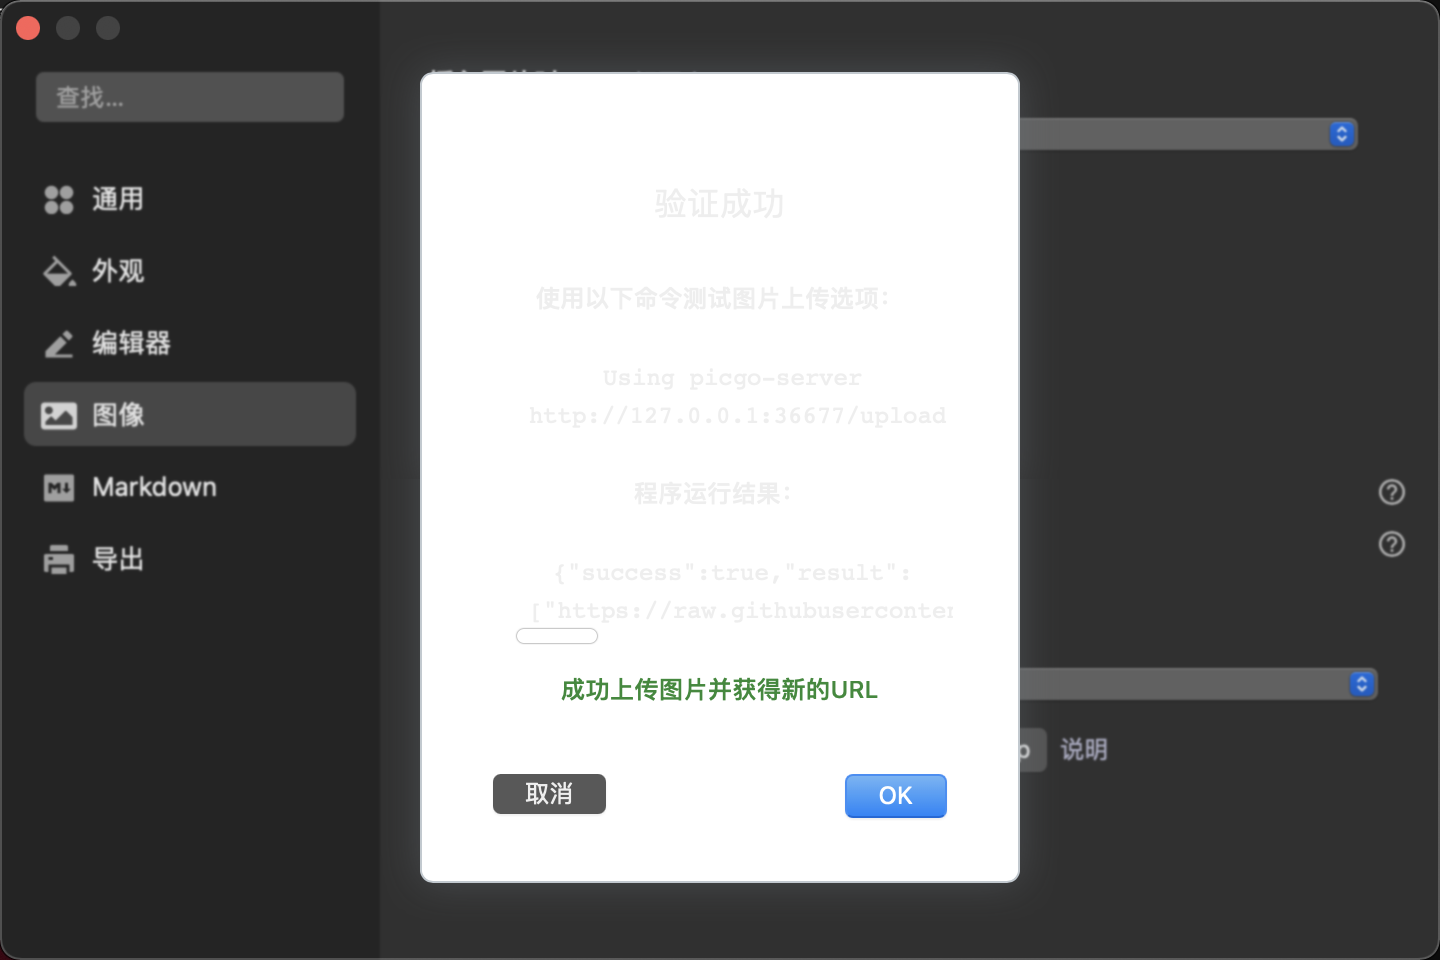 查找...
通用
外观
编辑器
图像
Markdown
导出
验证成功
使用以下命令测试图片上传选项：
Using picgo-server
http://127.0.0.1:36677/upload
程序运行结果：
{"success":true,"result":
["https://raw.githubuserconten
成功上传图片并获得新的URL
取消
OK
p
说明